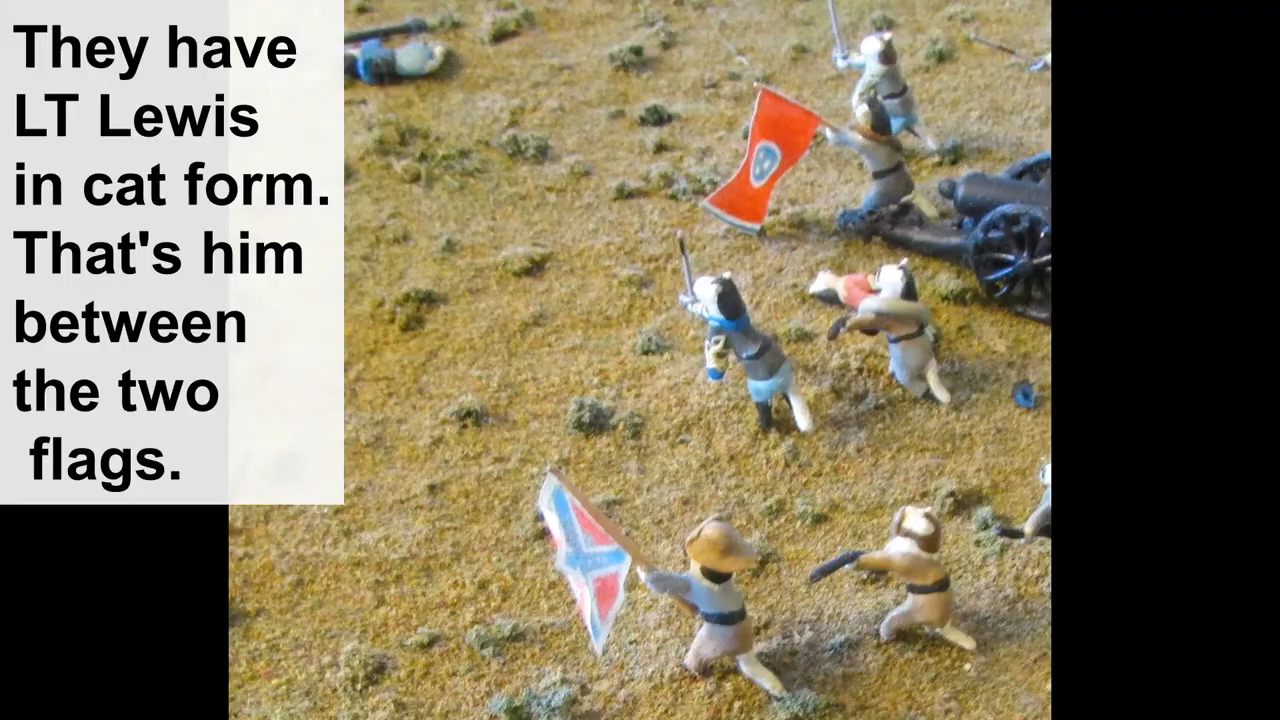 They have
LT Lewis
in cat form.
That's him
between
the two
flags.